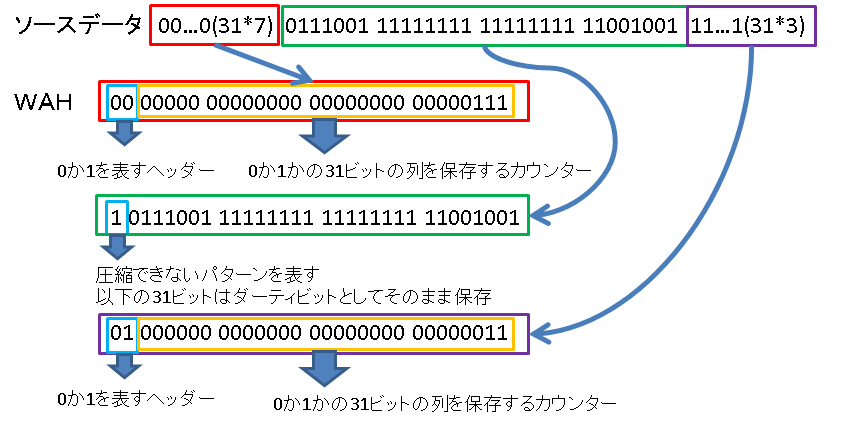 ソースデータ 00...0(31*7) 0111001 11111111 11111111 11001001 11...1(31*3)
WAH 00 00000 00000000 00000000 00000111
0か1を表すヘッダー 0か1かの31ビットの列を保存するカウンター
1 0111001 11111111 11111111 11001001
圧縮できないパターンを表す
以下の31ビットはダーティビットとしてそのまま保存
01 000000 0000000 00000000 00000011
0か1を表すヘッダー 0か1かの31ビットの列を保存するカウンター